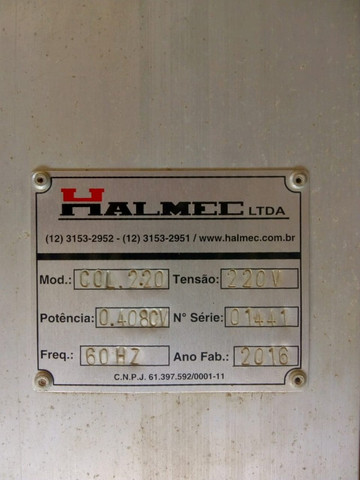 HALMEC LTDA
(12) 3153-2952 - (12) 3153-2951 / www.halmec.com.br
Mod.: COL.220 Tensão: 220V
Potência: 0.408CV N° Série: 01441
Freq.: 60HZ Ano Fab.: 2016
C.N.P.J. 61.397.592/0001-11